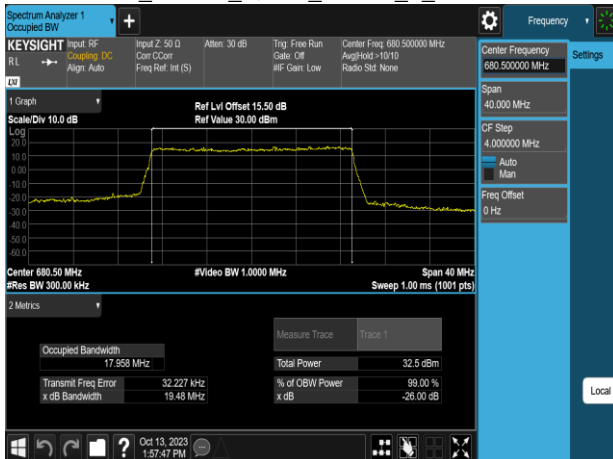 Spectrum Analyzer 1
Occupied BW
+
Frequency
KEYSIGHT
RL
LXI
Input: RF
Coupling: DC
Align: Auto
Input Z: 50 Ω
Corr CCorr
Freq Ref: Int (S)
Atten: 30 dB
Trig: Free Run
Gate: Off
#IF Gain: Low
Center Freq: 680.500000 MHz
Avg|Hold:>10/10
Radio Std: None
Center Frequency
680.500000 MHz
Settings
Span
40.000 MHz
CF Step
4.000000 MHz
Auto
Man
Freq Offset
0 Hz
Local
1 Graph
Scale/Div 10.0 dB
Ref Lvl Offset 15.50 dB
Ref Value 30.00 dBm
Log
20.0
10.0
0.00
-10.0
-20.0
-30.0
-40.0
-50.0
-60.0
Center 680.50 MHz
#Video BW 1.0000 MHz
Span 40 MHz
#Res BW 300.00 kHz
Sweep 1.00 ms (1001 pts)
2 Metrics
Measure Trace
Trace 1
Occupied Bandwidth
17.958 MHz
Total Power
32.5 dBm
Transmit Freq Error
32.227 kHz
% of OBW Power
99.00 %
x dB Bandwidth
19.48 MHz
x dB
-26.00 dB
?
Oct 13, 2023
1:57:47 PM